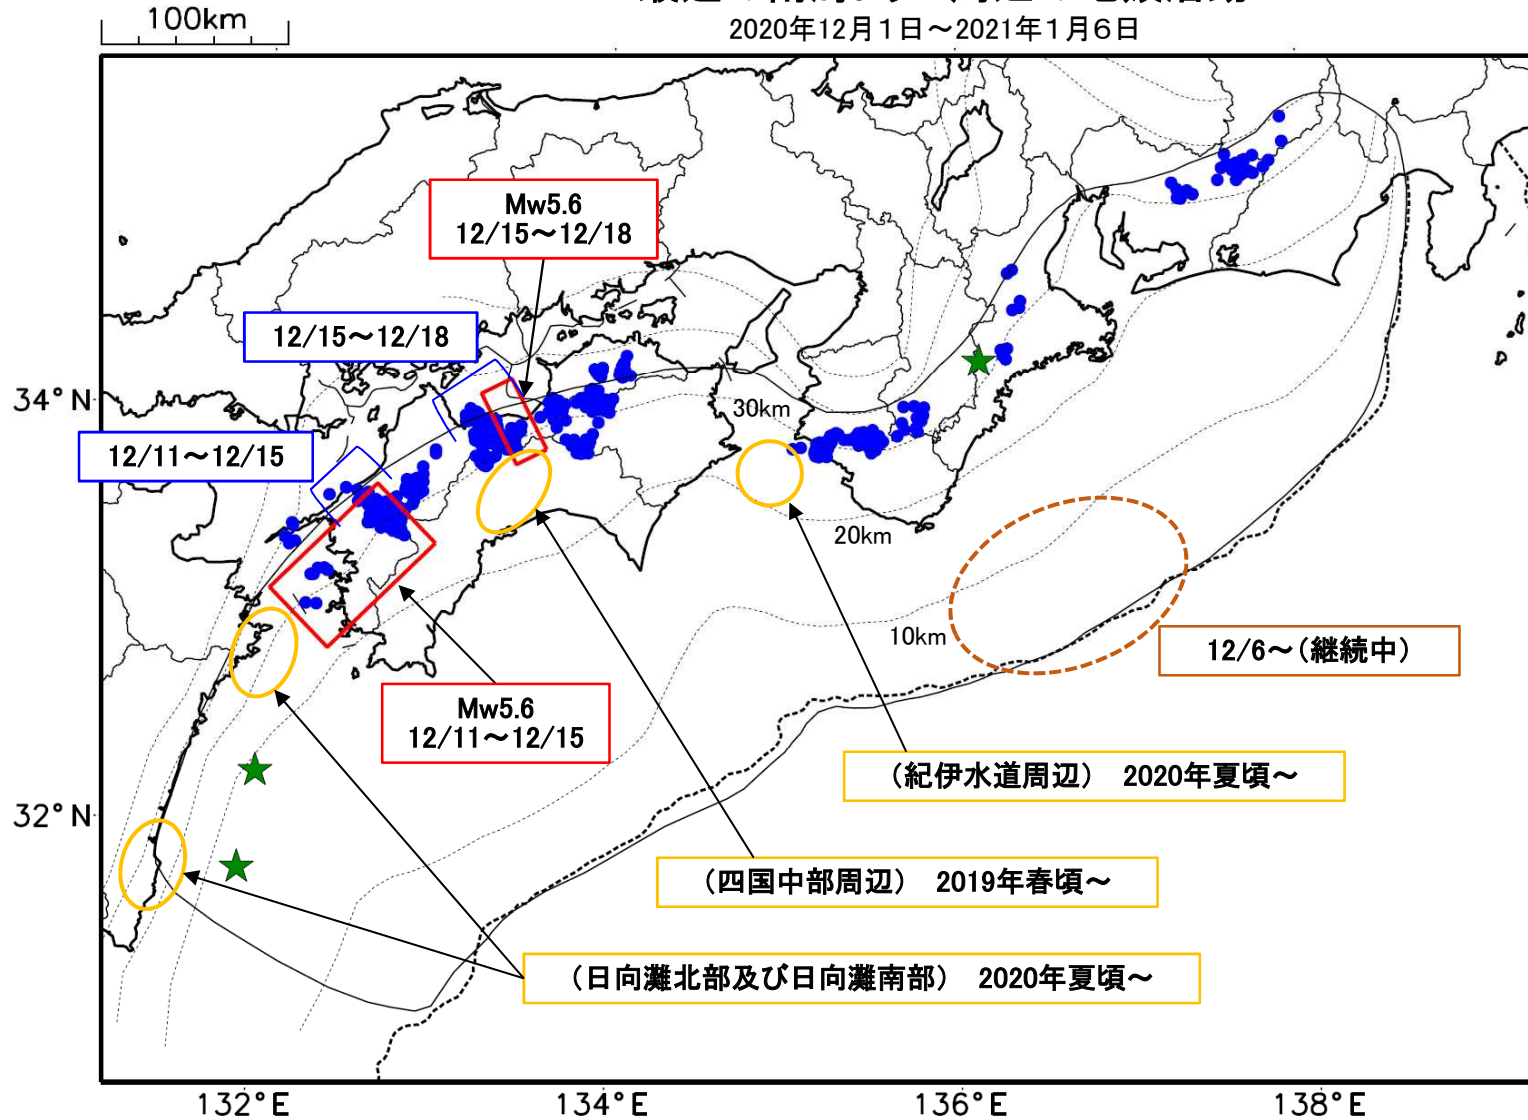 100km
2020年12月1日～2021年1月6日
Mw5.6
12/15～12/18
12/15～12/18
34°N
30km
12/11～12/15
20km
10km
12/6～(継続中)
Mw5.6
12/11～12/15
(紀伊水道周辺) 2020年夏頃～
32°N
(四国中部周辺) 2019年春頃～
(日向灘北部及び日向灘南部) 2020年夏頃～
132°E
134°E
136°E
138°E